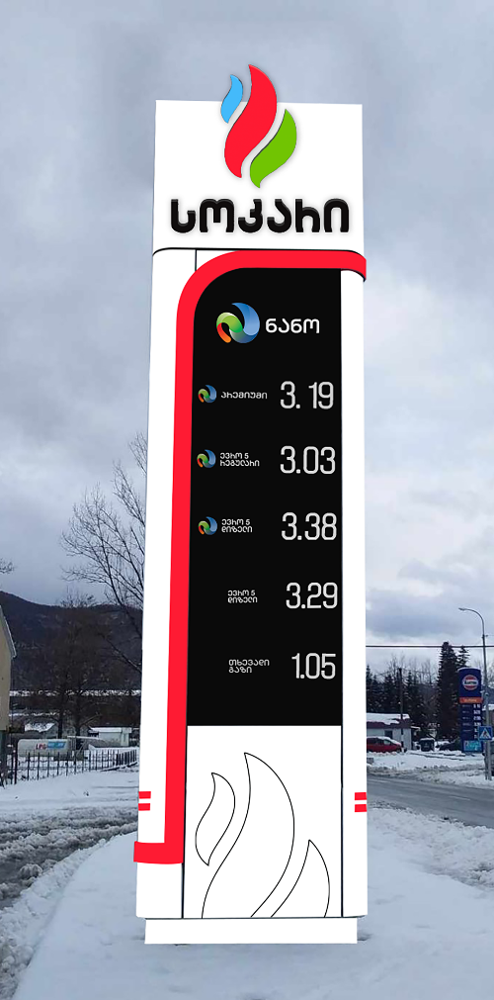 სოკარი
ნანო
პრემიუმი 3.19
ევრო 5
რეგულარი 3.03
ევრო 5
დიზელი 3.38
ევრო 5
დიზელი 3.29
თხევადი
გაზი 1.05
LPG